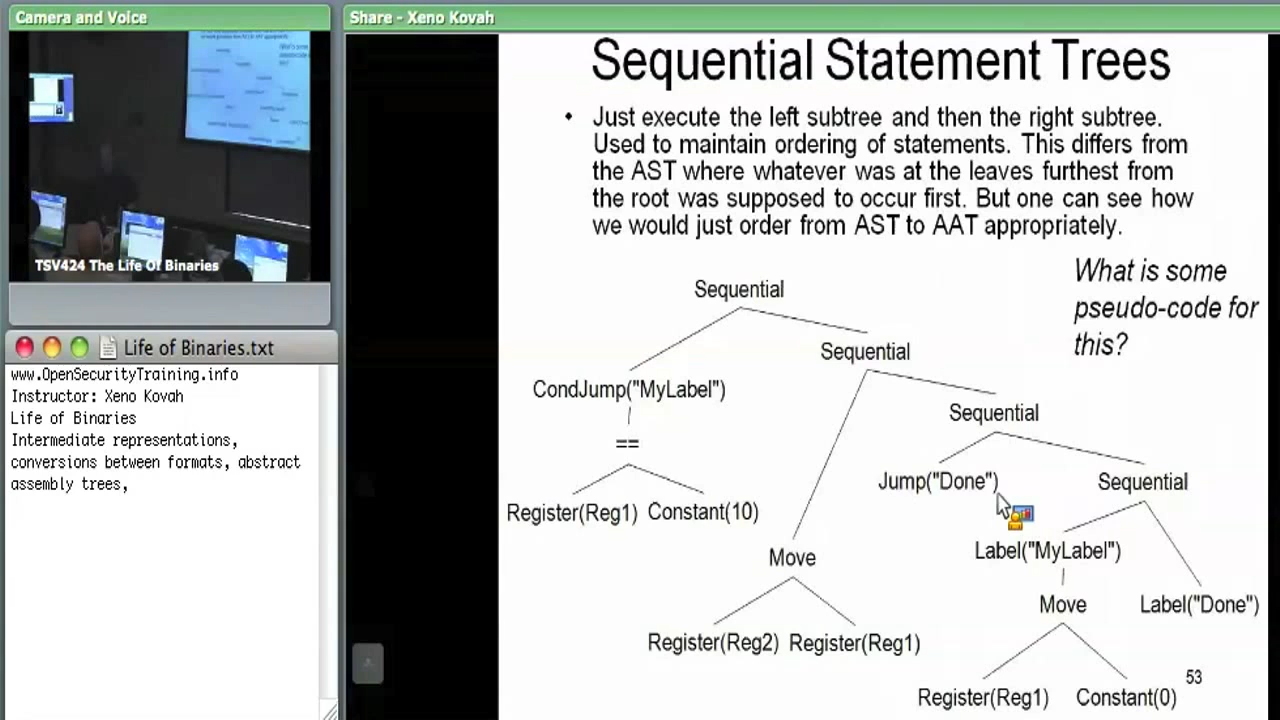 Camera and Voice
Share - Xeno Kovah
TSV424 The Life Of Binaries
Life of Binaries.txt
www.OpenSecurityTraining.info
Instructor: Xeno Kovah
Life of Binaries
Intermediate representations,
conversions between formats, abstract
assembly trees,
Sequential Statement Trees
• Just execute the left subtree and then the right subtree.
Used to maintain ordering of statements. This differs from
the AST where whatever was at the leaves furthest from
the root was supposed to occur first. But one can see how
we would just order from AST to AAT appropriately.
What is some
pseudo-code for
this?
Sequential
Sequential
CondJump("MyLabel")
Sequential
==
Jump("Done")
Sequential
Register(Reg1) Constant(10)
Label("MyLabel")
Move
Move
Label("Done")
Register(Reg2) Register(Reg1)
Register(Reg1) Constant(0)
53